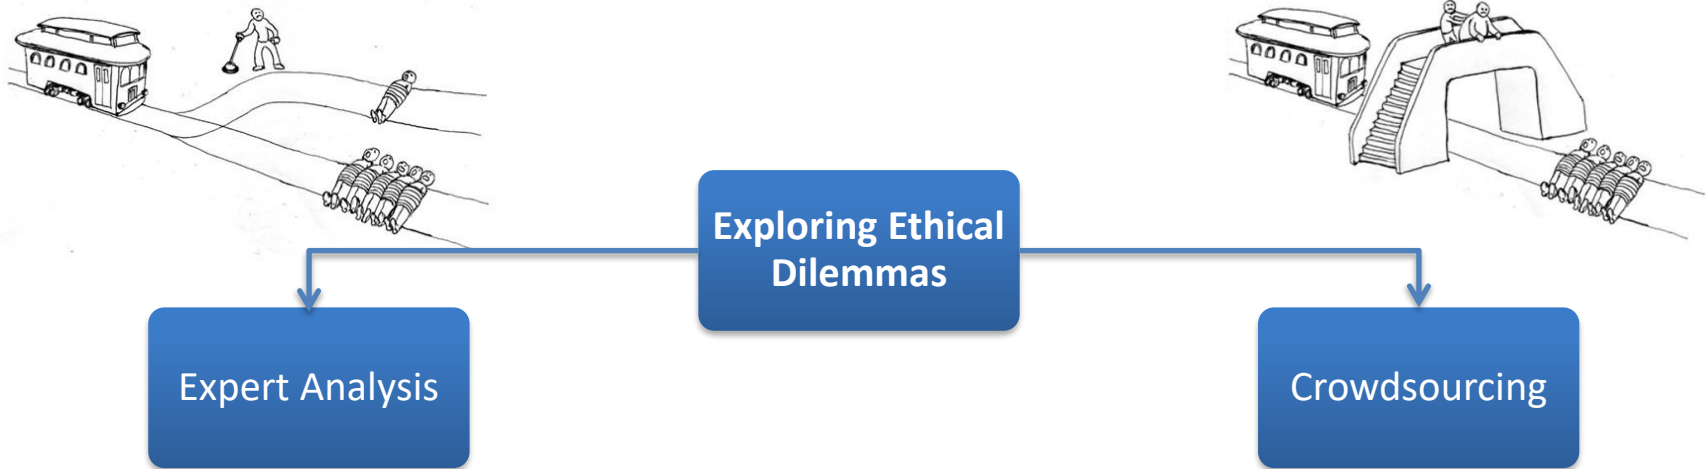 Exploring Ethical
Dilemmas
Expert Analysis
Crowdsourcing